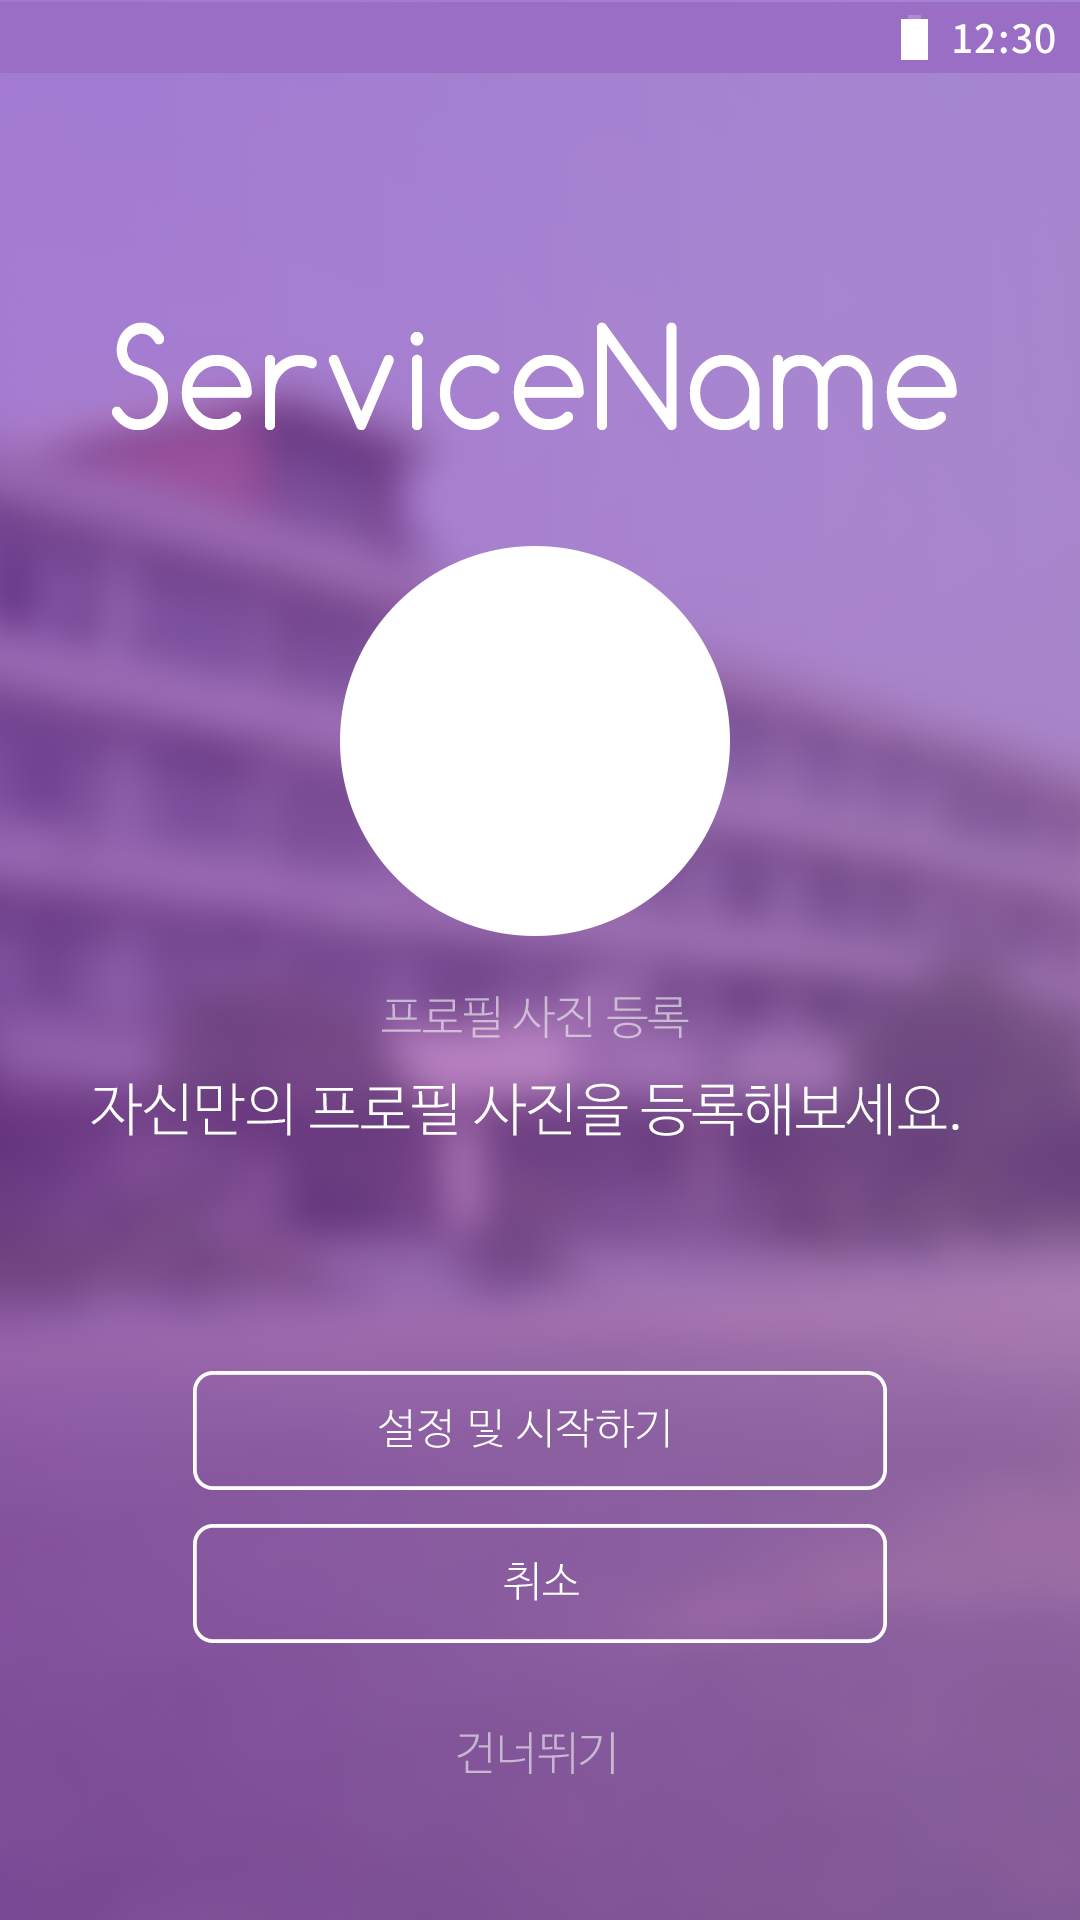 12:30
ServiceName
프로필 사진 등록
자신만의 프로필 사진을 등록해보세요.
설정 및 시작하기
취소
건너뛰기